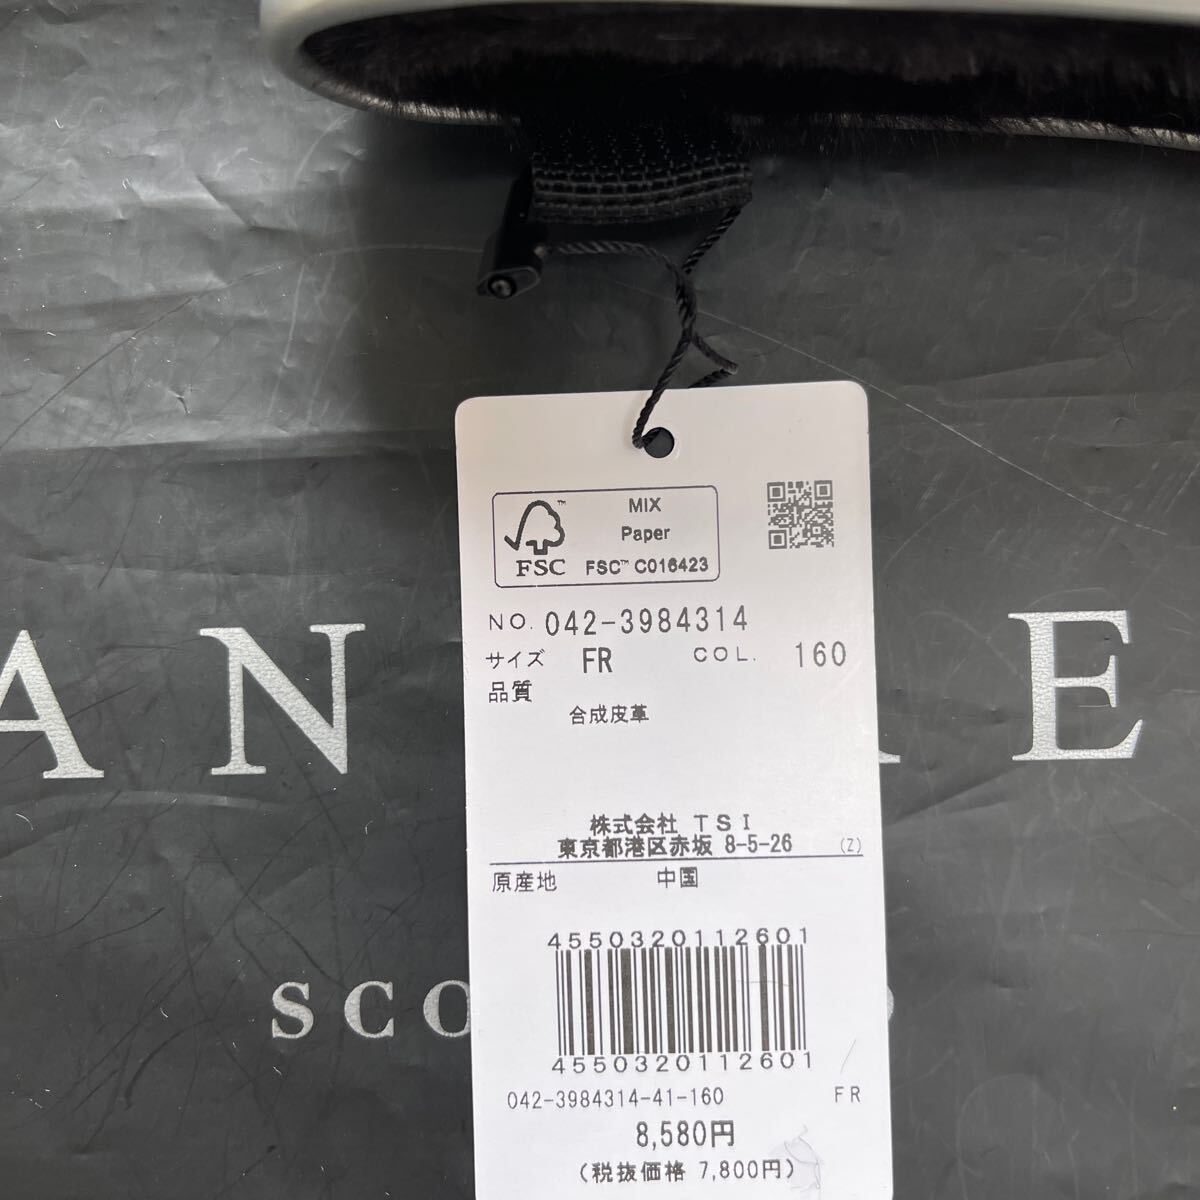 MIX
Paper
FSC™ C016423
FSC
NO. 042-3984314
サイズ FR COL. 160
品質
合成皮革
株式会社 TSI
東京都港区赤坂 8-5-26 (Z)
原産地 中国
4550320112601
4550320112601
042-3984314-41-160 FR
8,580円
(税抜価格 7,800円)
AN
RE
SCO